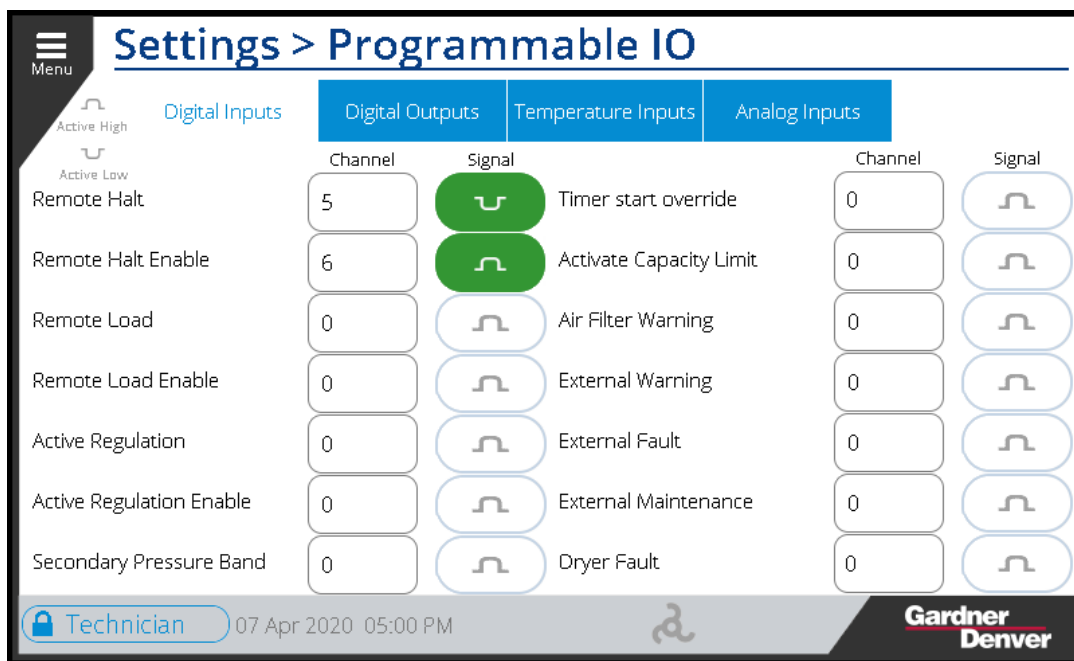 Menu
Settings > Programmable IO
Active High
Digital Inputs
Digital Outputs
Temperature Inputs
Analog Inputs
Active Low
Channel Signal Channel Signal
Remote Halt 5 Timer start override 0
Remote Halt Enable 6 Activate Capacity Limit 0
Remote Load 0 Air Filter Warning 0
Remote Load Enable 0 External Warning 0
Active Regulation 0 External Fault 0
Active Regulation Enable 0 External Maintenance 0
Secondary Pressure Band 0 Dryer Fault 0
Technician 07 Apr 2020 05:00 PM
Gardner
Denver